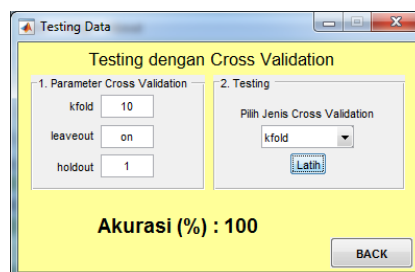 Testing Data
Testing dengan Cross Validation
1. Parameter Cross Validation
kfold 10
leaveout on
holdout 1
2. Testing
Pilih Jenis Cross Validation
kfold
Latih
Akurasi (%) : 100
BACK